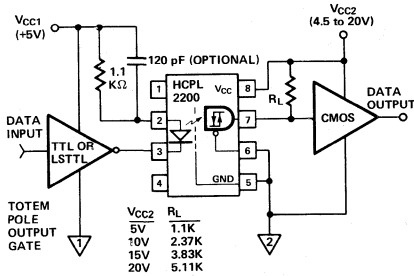 VCC1
(+5V)
1.1
KΩ
120 pF (OPTIONAL)
VCC2
(4.5 to 20V)
HCPL
2200
VCC
1
2
3
4
8
7
6
5
GND
RL
DATA
INPUT
TTL OR
LSTTL
CMOS
DATA
OUTPUT
TOTEM
POLE
OUTPUT
GATE
1
2
VCC2 RL
5V 1.1K
10V 2.37K
15V 3.83K
20V 5.11K